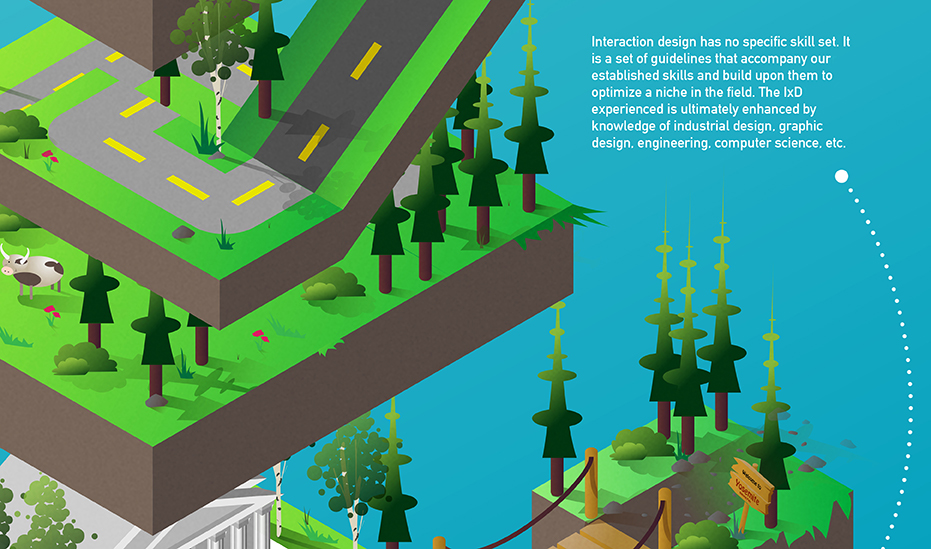 Interaction design has no specific skill set. It
is a set of guidelines that accompany our
established skills and build upon them to
optimize a niche in the field. The IxD
experienced is ultimately enhanced by
knowledge of industrial design, graphic
design, engineering, computer science, etc.
Welcome to
Yosemite